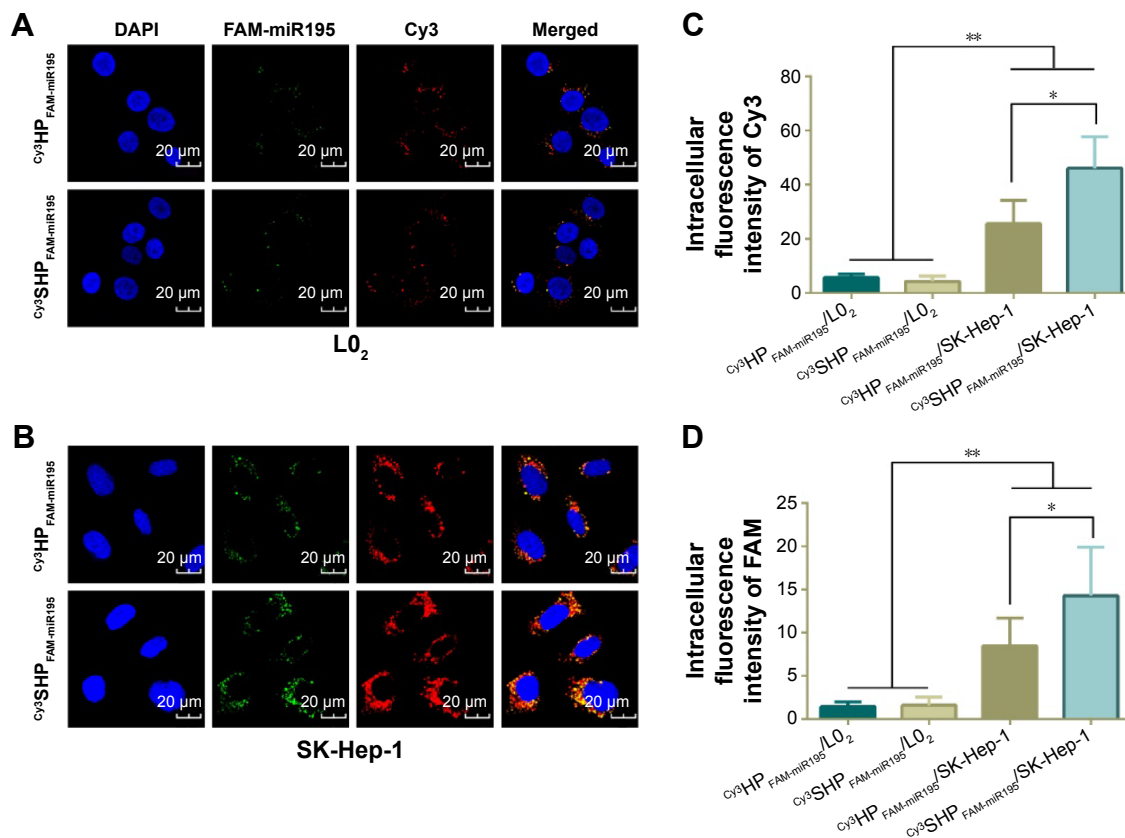 A
DAPI FAM-miR195 Cy3 Merged
Cy3HP FAM-miR195
20 µm 20 µm 20 µm 20 µm
Cy3SHP FAM-miR195
20 µm 20 µm 20 µm 20 µm
L02
B
Cy3HP FAM-miR195
20 µm 20 µm 20 µm 20 µm
Cy3SHP FAM-miR195
20 µm 20 µm 20 µm 20 µm
SK-Hep-1
C
Intracellular
fluorescence
intensity of Cy3
80
60
40
20
0
**
*
Cy3HP FAM-miR195/L02
Cy3SHP FAM-miR195/L02
Cy3HP FAM-miR195/SK-Hep-1
Cy3SHP FAM-miR195/SK-Hep-1
D
Intracellular
fluorescence
intensity of FAM
25
20
15
10
5
0
**
*
Cy3HP FAM-miR195/L02
Cy3SHP FAM-miR195/L02
Cy3HP FAM-miR195/SK-Hep-1
Cy3SHP FAM-miR195/SK-Hep-1